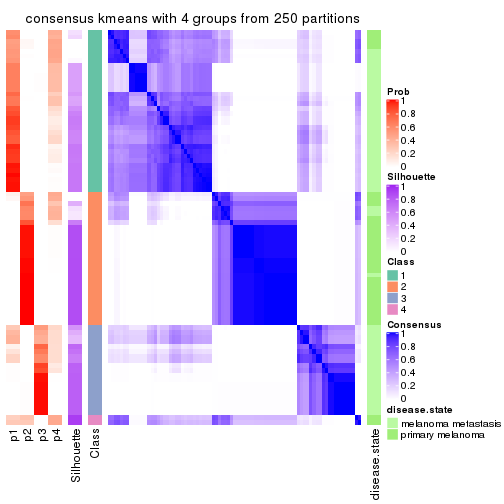 consensus kmeans with 4 groups from 250 partitions
Prob
1
0.8
0.6
0.4
0.2
0
Silhouette
1
0.8
0.6
0.4
0.2
0
Class
1
2
3
4
Consensus
1
0.8
0.6
0.4
0.2
0
disease.state
melanoma metastasis
primary melanoma
p1
p2
p3
p4
Silhouette
Class
disease.state